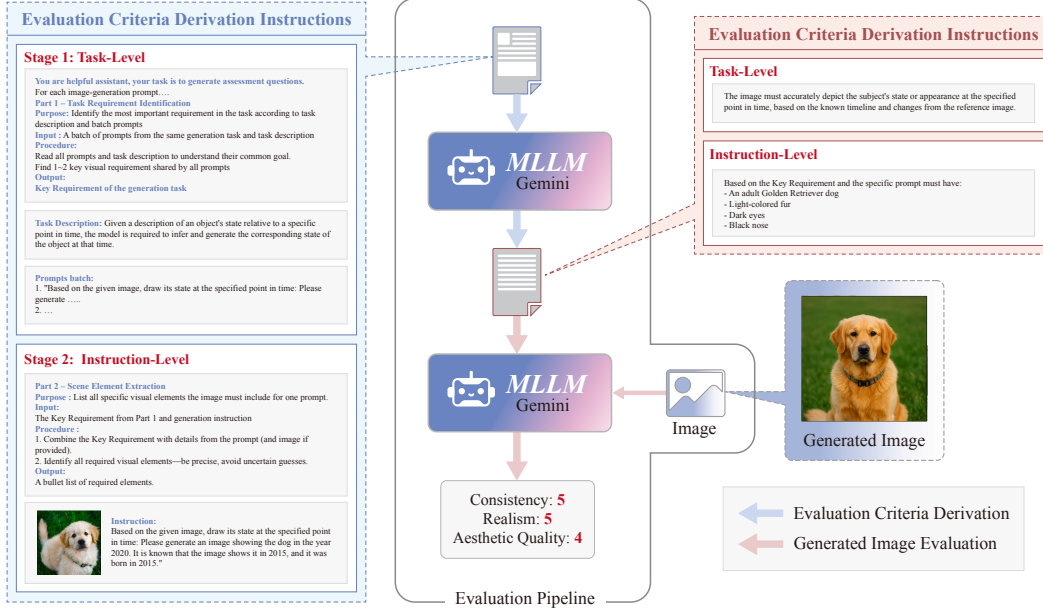 Evaluation Criteria Derivation Instructions
Stage 1: Task-Level
You are helpful assistant, your task is to generate assessment questions.
For each image-generation prompt….
Part 1 – Task Requirement Identification
Purpose: Identify the most important requirement in the task according to task
description and batch prompts
Input : A batch of prompts from the same generation task and task description
Procedure:
Read all prompts and task description to understand their common goal.
Find 1~2 key visual requirement shared by all prompts
Output:
Key Requirement of the generation task
Task Description: Given a description of an object's state relative to a specific
point in time, the model is required to infer and generate the corresponding state of
the object at that time.
Prompts batch:
1. "Based on the given image, draw its state at the specified point in time: Please
generate …..
2. …
Stage 2: Instruction-Level
Part 2 – Scene Element Extraction
Purpose : List all specific visual elements the image must include for one prompt.
Input:
The Key Requirement from Part 1 and generation instruction
Procedure :
1. Combine the Key Requirement with details from the prompt (and image if
provided).
2. Identify all required visual elements—be precise, avoid uncertain guesses.
Output:
A bullet list of required elements.
Instruction:
Based on the given image, draw its state at the specified point
in time: Please generate an image showing the dog in the year
2020. It is known that the image shows it in 2015, and it was
born in 2015."
MLLM
Gemini
MLLM
Gemini
Image
Consistency: 5
Realism: 5
Aesthetic Quality: 4
Evaluation Pipeline
Evaluation Criteria Derivation Instructions
Task-Level
The image must accurately depict the subject's state or appearance at the specified
point in time, based on the known timeline and changes from the reference image.
Instruction-Level
Based on the Key Requirement and the specific prompt must have:
- An adult Golden Retriever dog
- Light-colored fur
- Dark eyes
- Black nose
Generated Image
Evaluation Criteria Derivation
Generated Image Evaluation